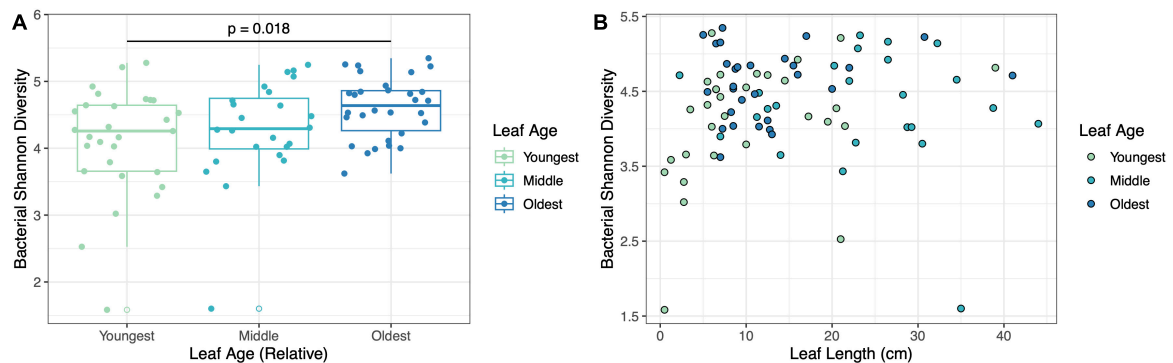 A
p = 0.018
6
5
4
3
2
Bacterial Shannon Diversity
Youngest Middle Oldest
Leaf Age (Relative)
Leaf Age
Youngest
Middle
Oldest
B
5.5
4.5
3.5
2.5
1.5
Bacterial Shannon Diversity
0 10 20 30 40
Leaf Length (cm)
Leaf Age
Youngest
Middle
Oldest